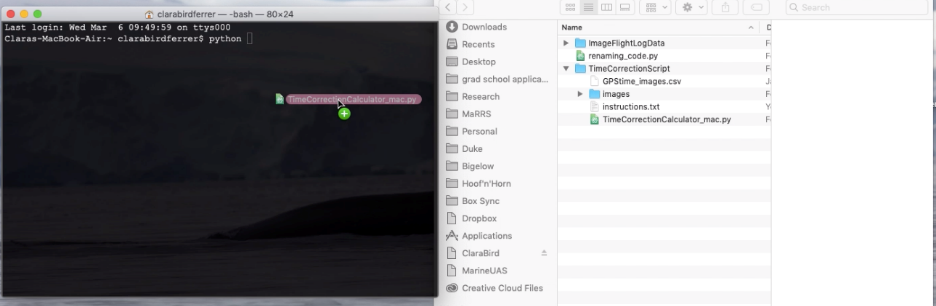 clarabirdferrer — -bash — 80×24
Last login: Wed Mar  6 09:49:59 on ttys000
Claras-MacBook-Air:~ clarabirdferrer$ python
TimeCorrectionCalculator_mac.py
Search
Downloads
Recents
Desktop
grad school applica...
Research
MaRRS
Personal
Duke
Bigelow
Hoof'n'Horn
Box Sync
Dropbox
Applications
ClaraBird
MarineUAS
Creative Cloud Files
Name
ImageFlightLogData
renaming_code.py
TimeCorrectionScript
GPStime_images.csv
images
instructions.txt
TimeCorrectionCalculator_mac.py